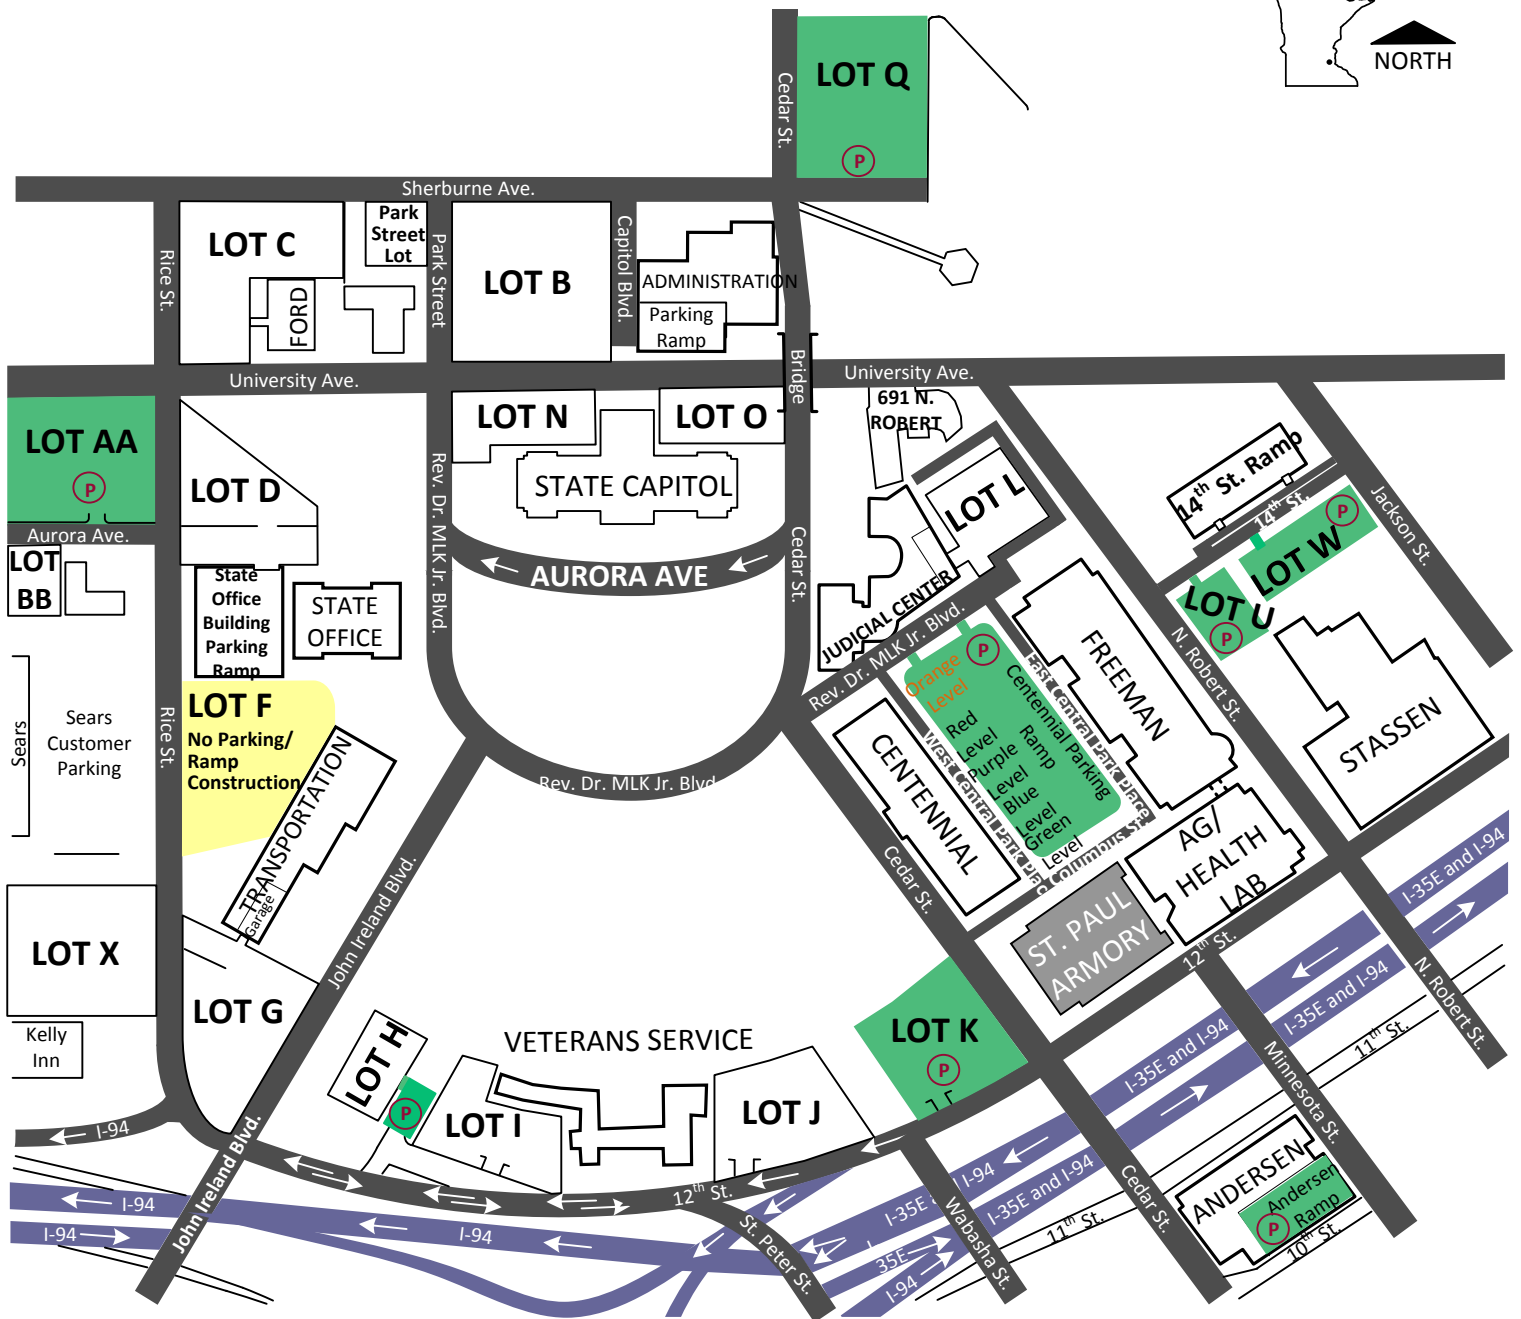 NORTH
LOT Q
P
Cedar St.
Sherburne Ave.
LOT C
Park
Street
Lot
Park Street
LOT B
Capitol Blvd.
ADMINISTRATION
Parking
Ramp
Rice St.
FORD
University Ave.
Bridge
University Ave.
LOT AA
P
Aurora Ave.
LOT
BB
LOT D
LOT N
LOT O
STATE CAPITOL
Rev. Dr. MLK Jr. Blvd.
Cedar St.
AURORA AVE
691 N.
ROBERT
LOT L
JUDICIAL CENTER
14th St. Ramp
14th St.
Jackson St.
LOT W
P
LOT U
P
State
Office
Building
Parking
Ramp
STATE
OFFICE
Rev. Dr. MLK Jr. Blvd.
P
Orange
Level
Red
Level
Purple
Level
Blue
Level
Green
Level
Centennial Parking
Ramp
East Central Park Place
West Central Park Plac
Columbus St.
FREEMAN
N. Robert St.
STASSEN
Sears
Sears
Customer
Parking
Rice St.
LOT F
No Parking/
Ramp
Construction
TRANSPORTATION
Garage
Rev. Dr. MLK Jr. Blvd
CENTENNIAL
Cedar St.
AG/
HEALTH
LAB
ST. PAUL
ARMORY
12th St.
I-35E and I-94
I-35E and I-94
N. Robert St.
LOT X
Kelly
Inn
LOT G
John Ireland Blvd.
LOT H
P
LOT I
VETERANS SERVICE
LOT J
LOT K
P
I-35E and I-94
I-35E and I-94
11th St.
Minnesota St.
I-94
John Ireland Blvd.
I-94
I-94
I-94
12th St.
St. Peter St.
I-35E
I-94
I-35E and I-94
35E
I-94
Wabasha St.
11th St.
Cedar St.
ANDERSEN
Andersen
Ramp
P
10th St.